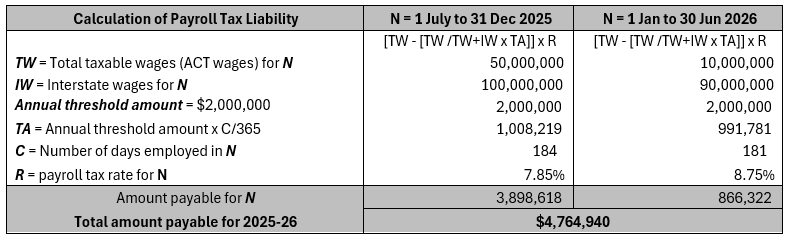 Calculation of Payroll Tax Liability N = 1 July to 31 Dec 2025 N = 1 Jan to 30 Jun 2026
[TW - [TW /TW+IW x TA]] x R [TW - [TW /TW+IW x TA]] x R
TW = Total taxable wages (ACT wages) for N 50,000,000 10,000,000
IW = Interstate wages for N 100,000,000 90,000,000
Annual threshold amount = $2,000,000 2,000,000 2,000,000
TA = Annual threshold amount x C/365 1,008,219 991,781
C = Number of days employed in N 184 181
R = payroll tax rate for N 7.85% 8.75%
Amount payable for N 3,898,618 866,322
Total amount payable for 2025-26 $4,764,940